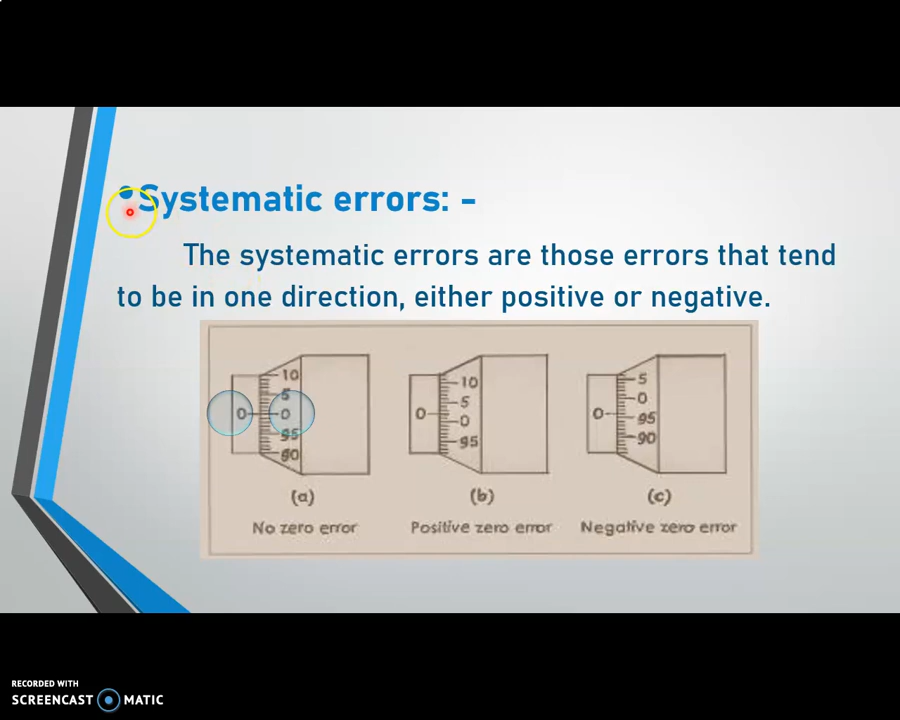 •Systematic errors: -
The systematic errors are those errors that tend
to be in one direction, either positive or negative.
10
5
0 0
95
90
(a)
No zero error
10
5
0 0
95
(b)
Positive zero error
5
0
0 95
90
(c)
Negative zero error
RECORDED WITH
SCREENCAST MATIC